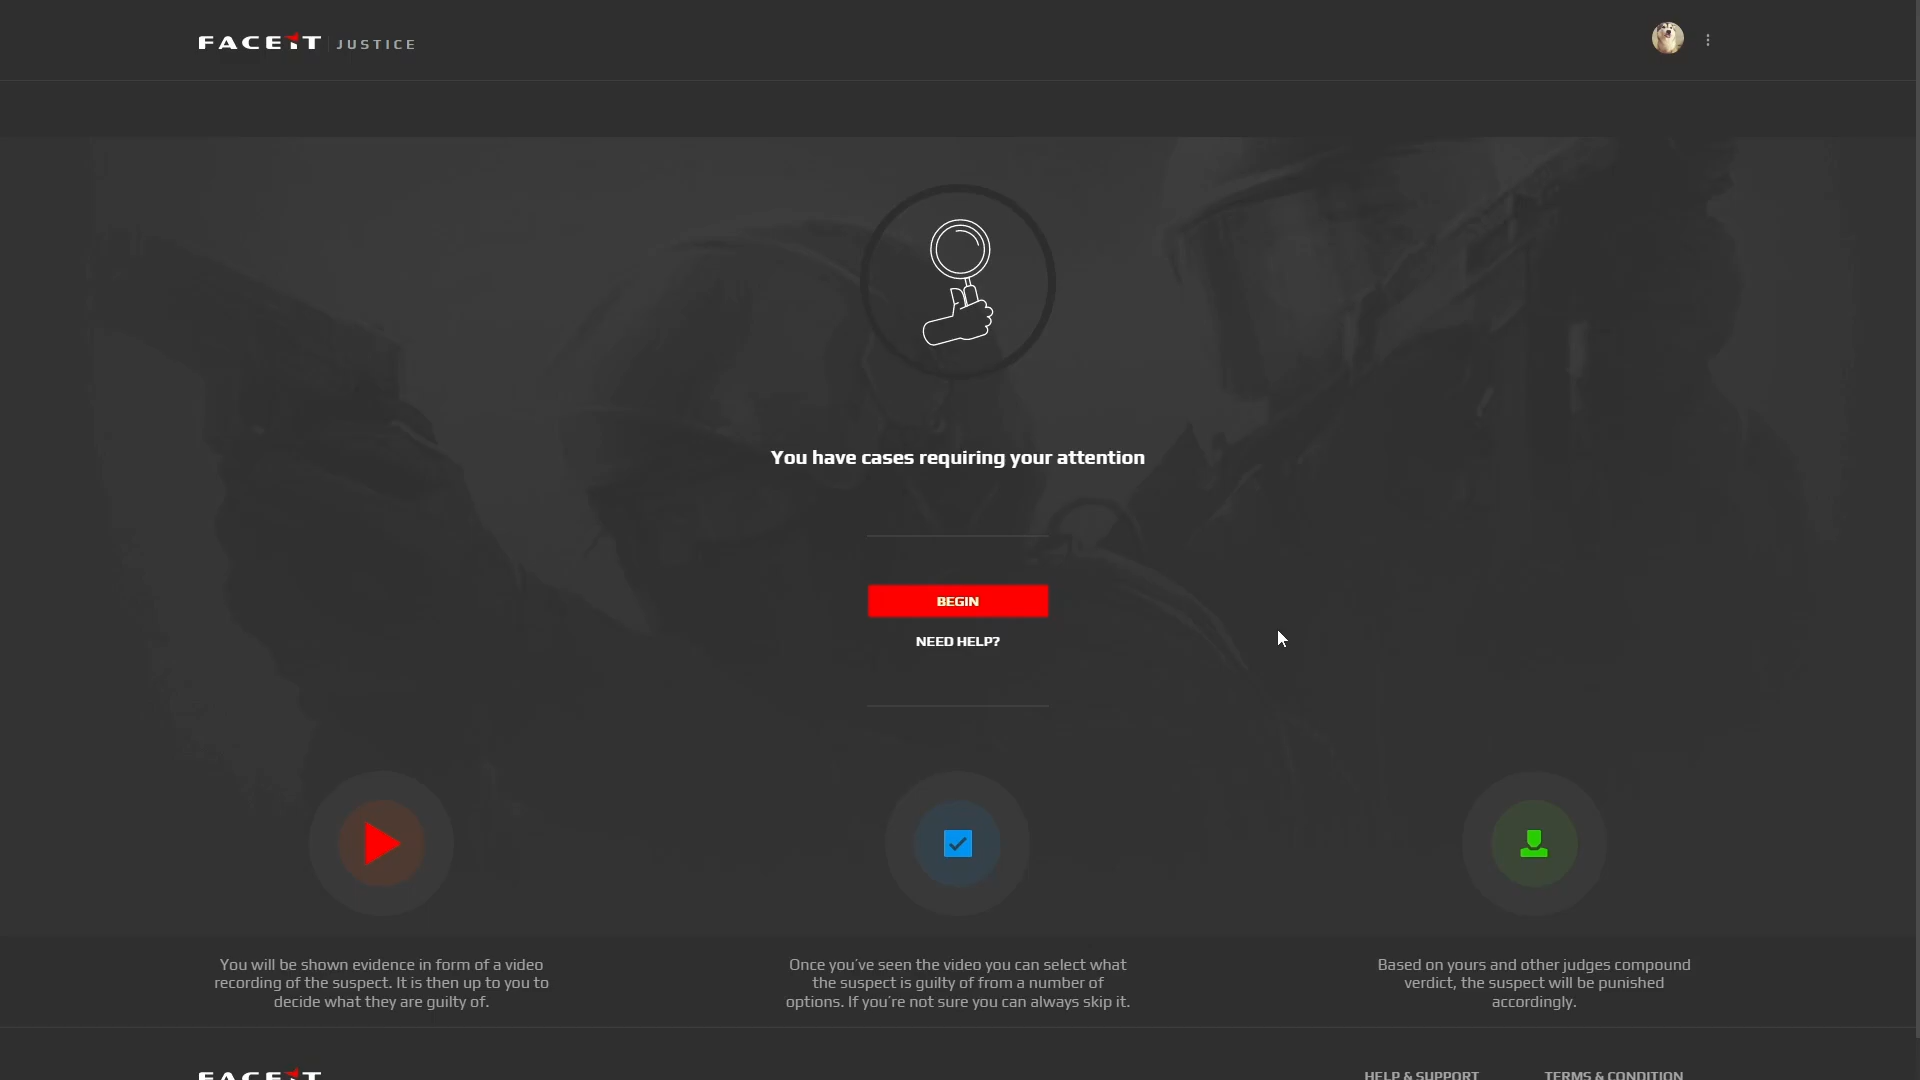 FACEIT JUSTICE
You have cases requiring your attention
BEGIN
NEED HELP?
You will be shown evidence in form of a video
recording of the suspect. It is then up to you to
decide what they are guilty of.
Once you've seen the video you can select what
the suspect is guilty of from a number of
options. If you're not sure you can always skip it.
Based on yours and other judges compound
verdict, the suspect will be punished
accordingly.
FACEIT
HELP & SUPPORT
TERMS & CONDITION